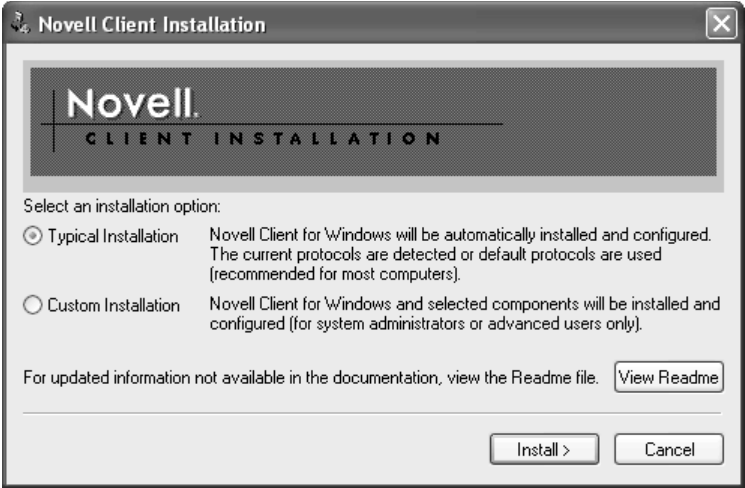 Novell Client Installation
Novell.
CLIENT INSTALLATION
Select an installation option:
Typical Installation
Novell Client for Windows will be automatically installed and configured.
The current protocols are detected or default protocols are used
(recommended for most computers).
Custom Installation
Novell Client for Windows and selected components will be installed and
configured (for system administrators or advanced users only).
For updated information not available in the documentation, view the Readme file.
View Readme
Install >
Cancel